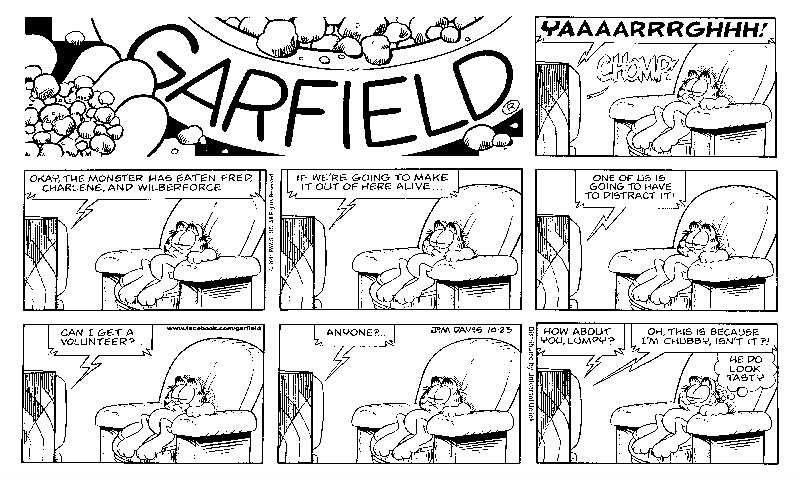 GARFIELD
YAAAARRRGHHH!
CHOMP!
OKAY, THE MONSTER HAS EATEN FRED,
CHARLENE, AND WILBERFORCE
IF WE'RE GOING TO MAKE
IT OUT OF HERE ALIVE...
ONE OF US IS
GOING TO HAVE
TO DISTRACT IT!
CAN I GET A
VOLUNTEER?
www.facebook.com/garfield
ANYONE?..
JIM DAVIS 10-23
HOW ABOUT
YOU, LUMPY?
OH, THIS IS BECAUSE
I'M CHUBBY, ISN'T IT?!
HE DO
LOOK
TASTY